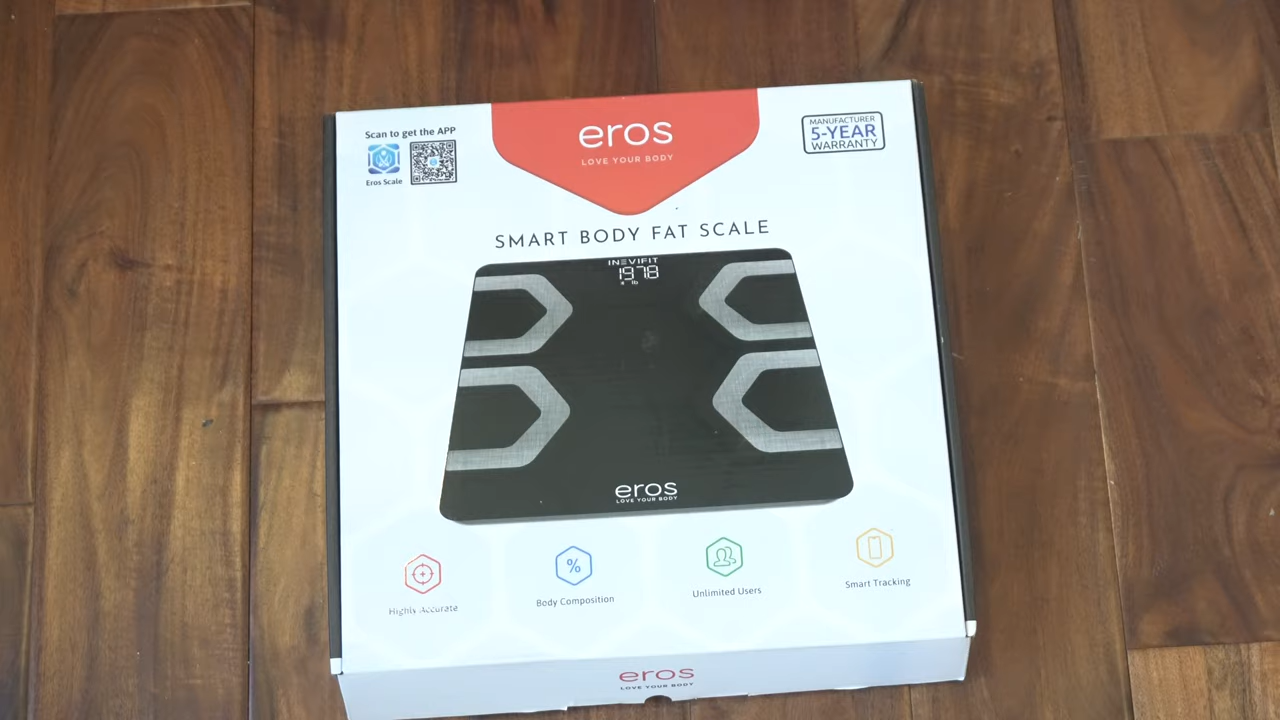 Scan to get the APP
Eros Scale
eros
LOVE YOUR BODY
MANUFACTURER
5-YEAR
WARRANTY
SMART BODY FAT SCALE
INEVIFIT
197.8
lb
eros
LOVE YOUR BODY
Highly Accurate
%
Body Composition
Unlimited Users
Smart Tracking
eros
LOVE YOUR BODY